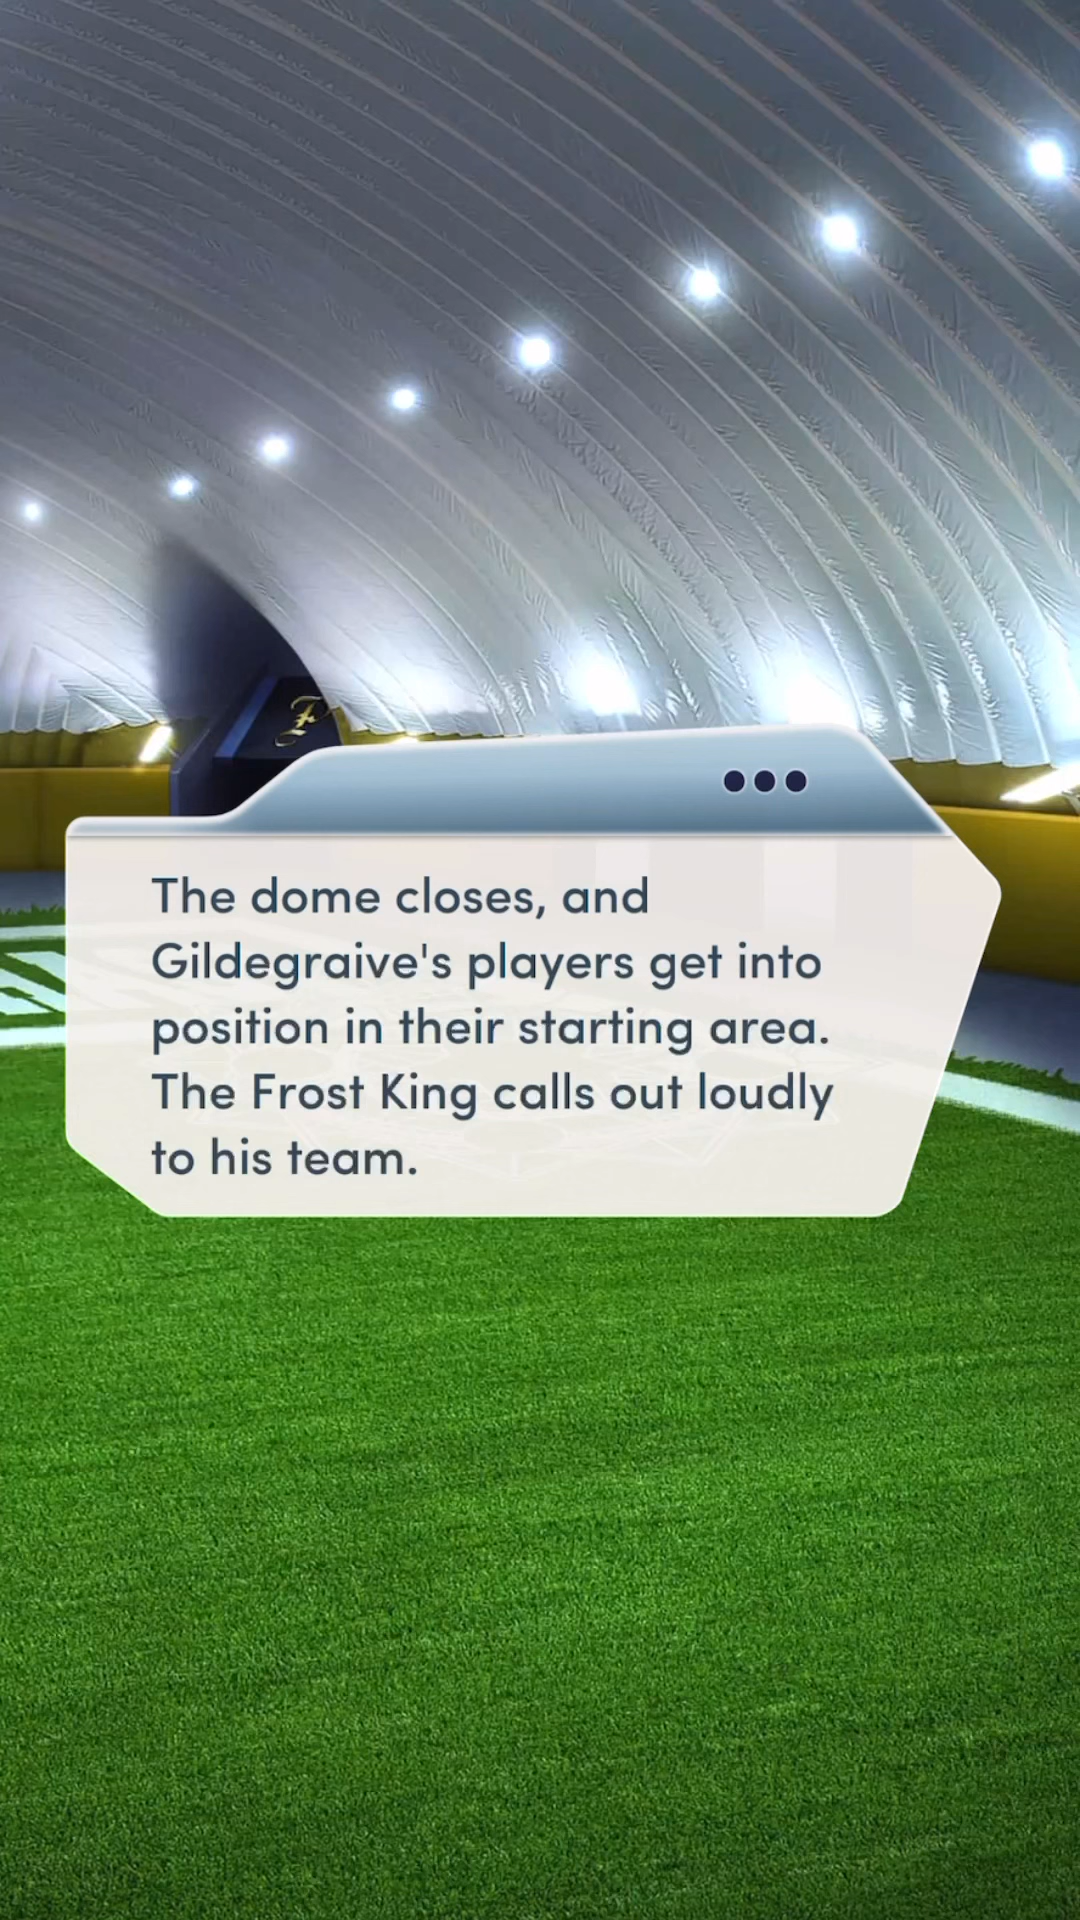 The dome closes, and
Gildegraive's players get into
position in their starting area.
The Frost King calls out loudly
to his team.